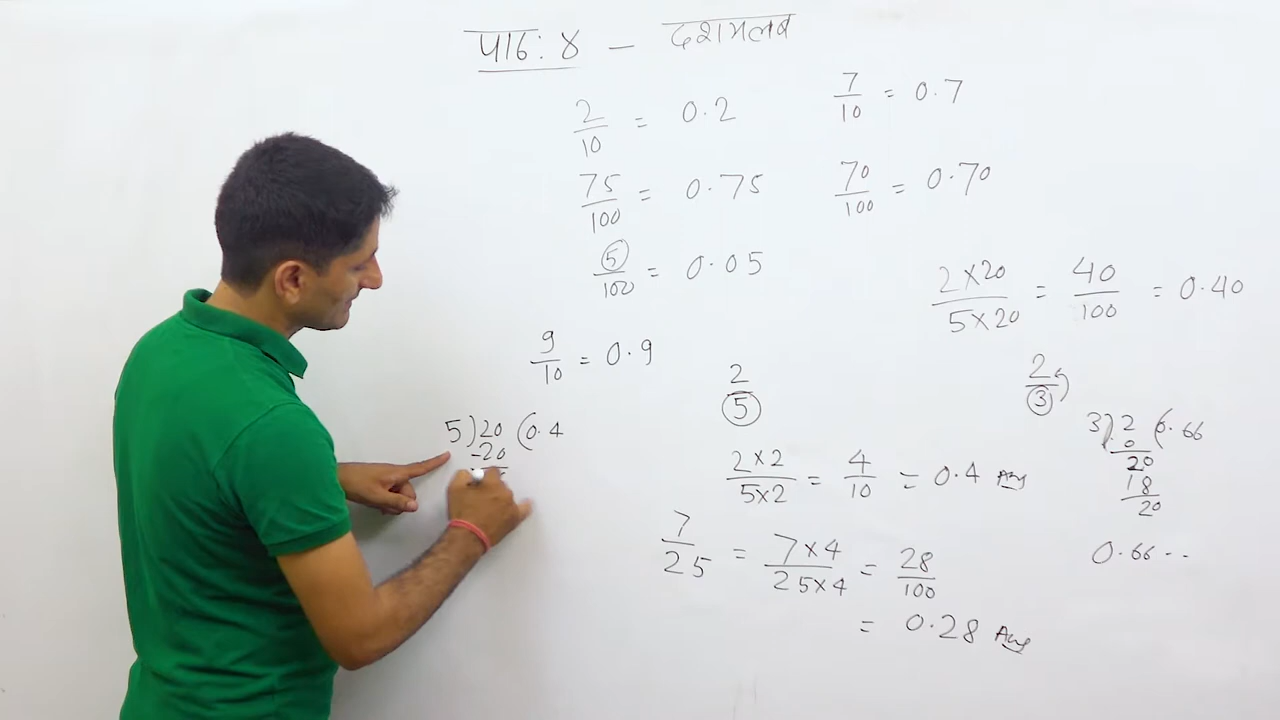 पाठ: ४ – दशमलब
2/10 = 0.2
7/10 = 0.7
75/100 = 0.75
70/100 = 0.70
5/100 = 0.05
2×20/5×20 = 40/100 = 0.40
9/10 = 0.9
2/5
2/3
5)20(0.4
-20
3)2(0.66
0
20
18
20
2×2/5×2 = 4/10 = 0.4 Ans
0.66--
7/25 = 7×4/25×4 = 28/100
= 0.28 Ans